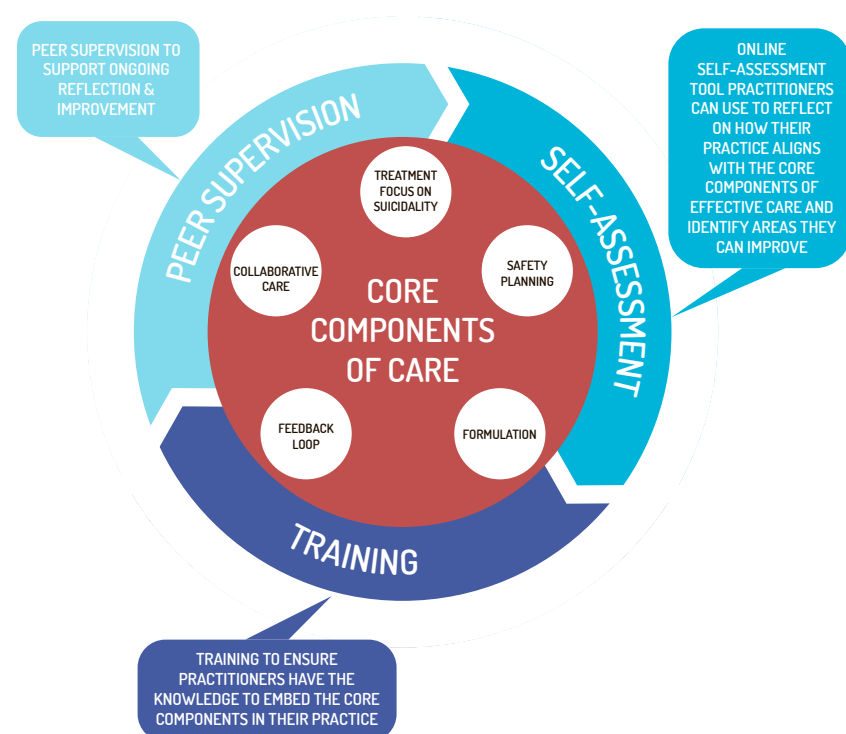 PEER SUPERVISION TO
SUPPORT ONGOING
REFLECTION &
IMPROVEMENT
ONLINE
SELF-ASSESSMENT
TOOL PRACTITIONERS
CAN USE TO REFLECT
ON HOW THEIR
PRACTICE ALIGNS
WITH THE CORE
COMPONENTS OF
EFFECTIVE CARE AND
IDENTIFY AREAS THEY
CAN IMPROVE
PEER SUPERVISION
SELF-ASSESSMENT
TREATMENT
FOCUS ON
SUICIDALITY
COLLABORATIVE
CARE
SAFETY
PLANNING
CORE
COMPONENTS
OF CARE
FEEDBACK
LOOP
FORMULATION
TRAINING
TRAINING TO ENSURE
PRACTITIONERS HAVE THE
KNOWLEDGE TO EMBED THE CORE
COMPONENTS IN THEIR PRACTICE